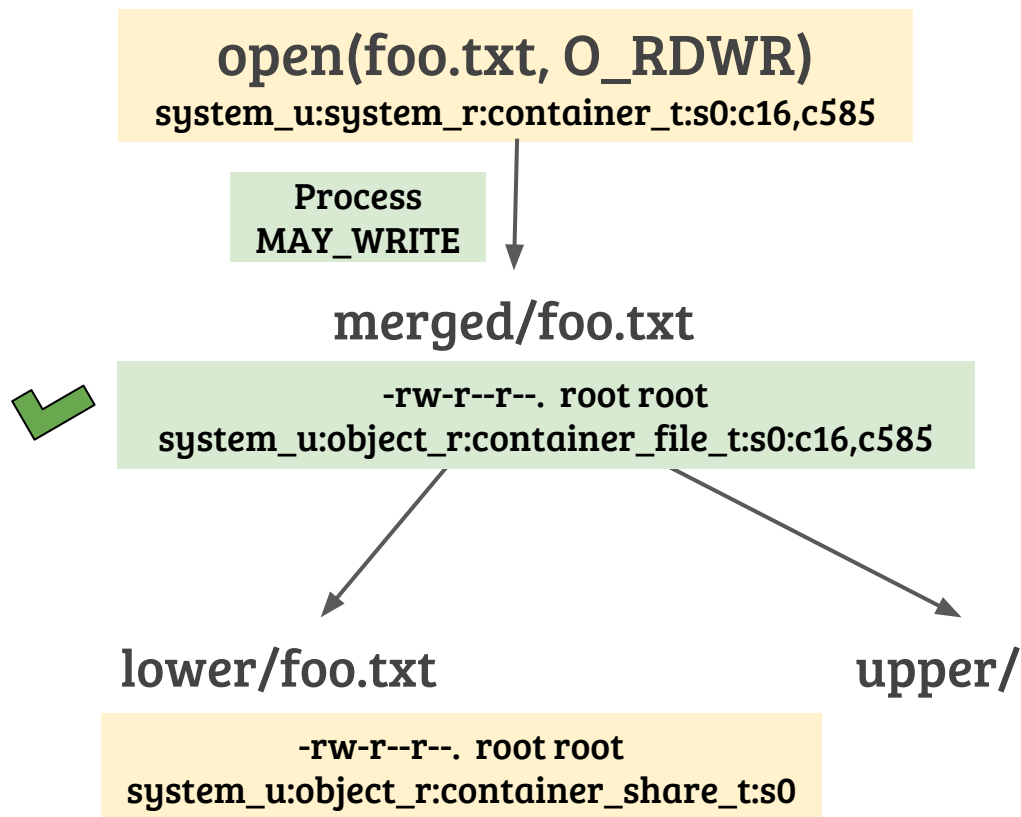 open(foo.txt, O_RDWR)
system_u:system_r:container_t:s0:c16,c585
Process
MAY_WRITE
merged/foo.txt
-rw-r--r--. root root
system_u:object_r:container_file_t:s0:c16,c585
lower/foo.txt
upper/
-rw-r--r--. root root
system_u:object_r:container_share_t:s0